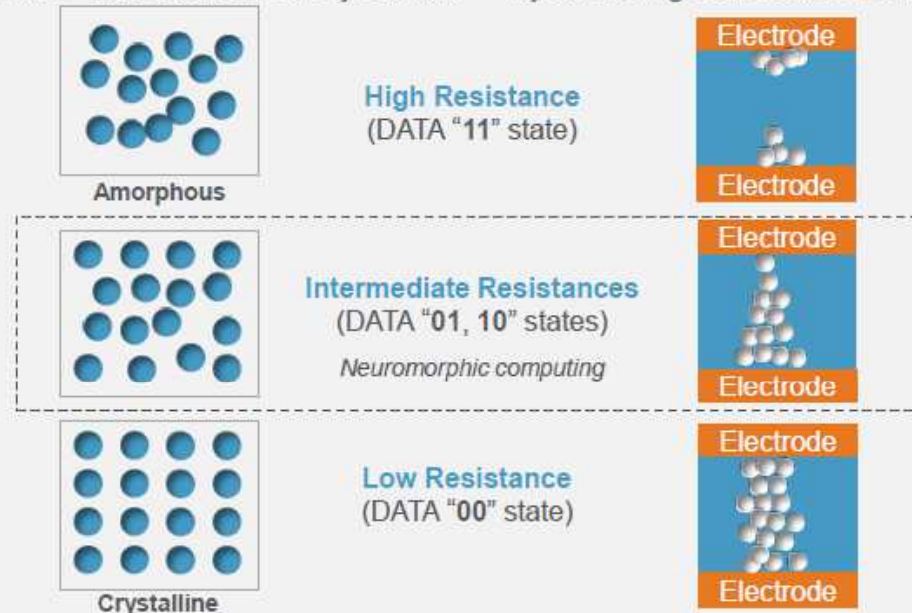 Electrode
High Resistance
(DATA “11” state)
Electrode
Amorphous
Electrode
Intermediate Resistances
(DATA “01, 10” states)
Neuromorphic computing
Electrode
Electrode
Low Resistance
(DATA “00” state)
Electrode
Crystalline